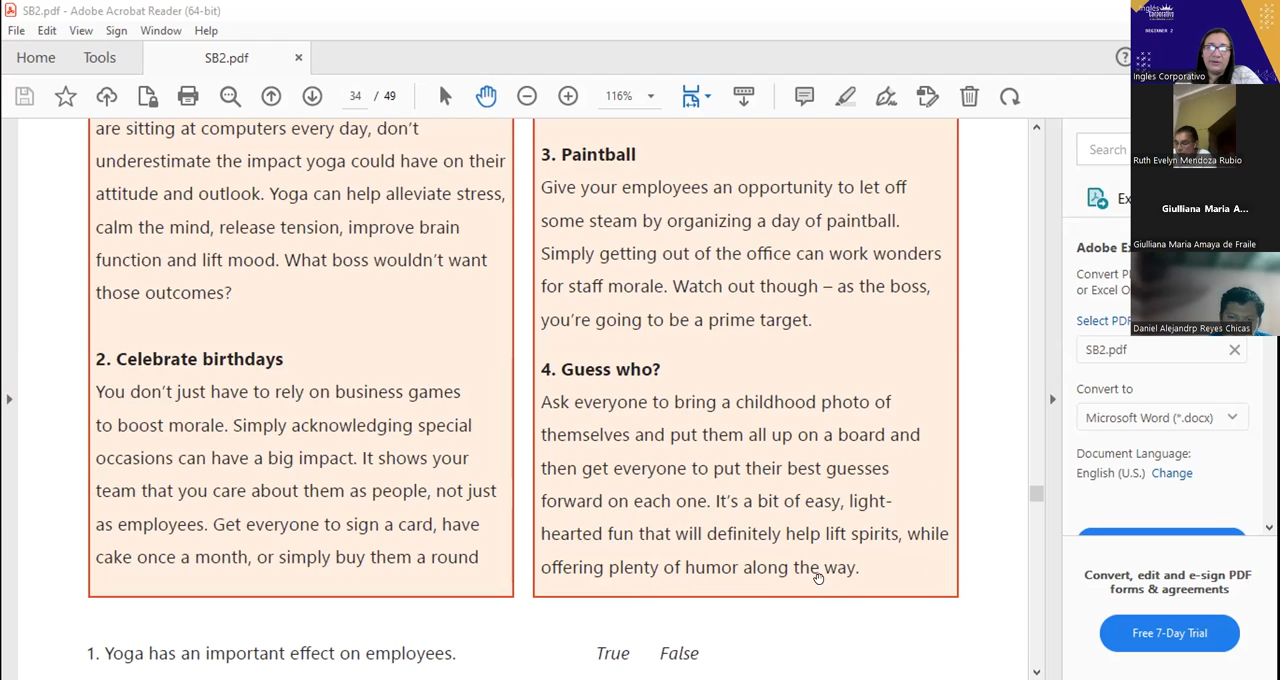 SB2.pdf - Adobe Acrobat Reader (64-bit)
File Edit View Sign Window Help
Home Tools SB2.pdf ×
34 / 49 116%
are sitting at computers every day, don't
underestimate the impact yoga could have on their
attitude and outlook. Yoga can help alleviate stress,
calm the mind, release tension, improve brain
function and lift mood. What boss wouldn't want
those outcomes?
2. Celebrate birthdays
You don't just have to rely on business games
to boost morale. Simply acknowledging special
occasions can have a big impact. It shows your
team that you care about them as people, not just
as employees. Get everyone to sign a card, have
cake once a month, or simply buy them a round
3. Paintball
Give your employees an opportunity to let off
some steam by organizing a day of paintball.
Simply getting out of the office can work wonders
for staff morale. Watch out though – as the boss,
you're going to be a prime target.
4. Guess who?
Ask everyone to bring a childhood photo of
themselves and put them all up on a board and
then get everyone to put their best guesses
forward on each one. It's a bit of easy, light-
hearted fun that will definitely help lift spirits, while
offering plenty of humor along the way.
1. Yoga has an important effect on employees. True False
Search
Ex
Adobe Ex
Convert P
or Excel O
Select PDF
SB2.pdf
Convert to
Microsoft Word (*.docx)
Document Language:
English (U.S.) Change
Convert, edit and e-sign PDF
forms & agreements
Free 7-Day Trial
Inglés
Corporativo
BEGINNER 2
Ingles Corporativo
Ruth Evelyn Mendoza Rubio
Giulliana Maria A...
Giulliana Maria Amaya de Fraile
Daniel Alejandrp Reyes Chicas